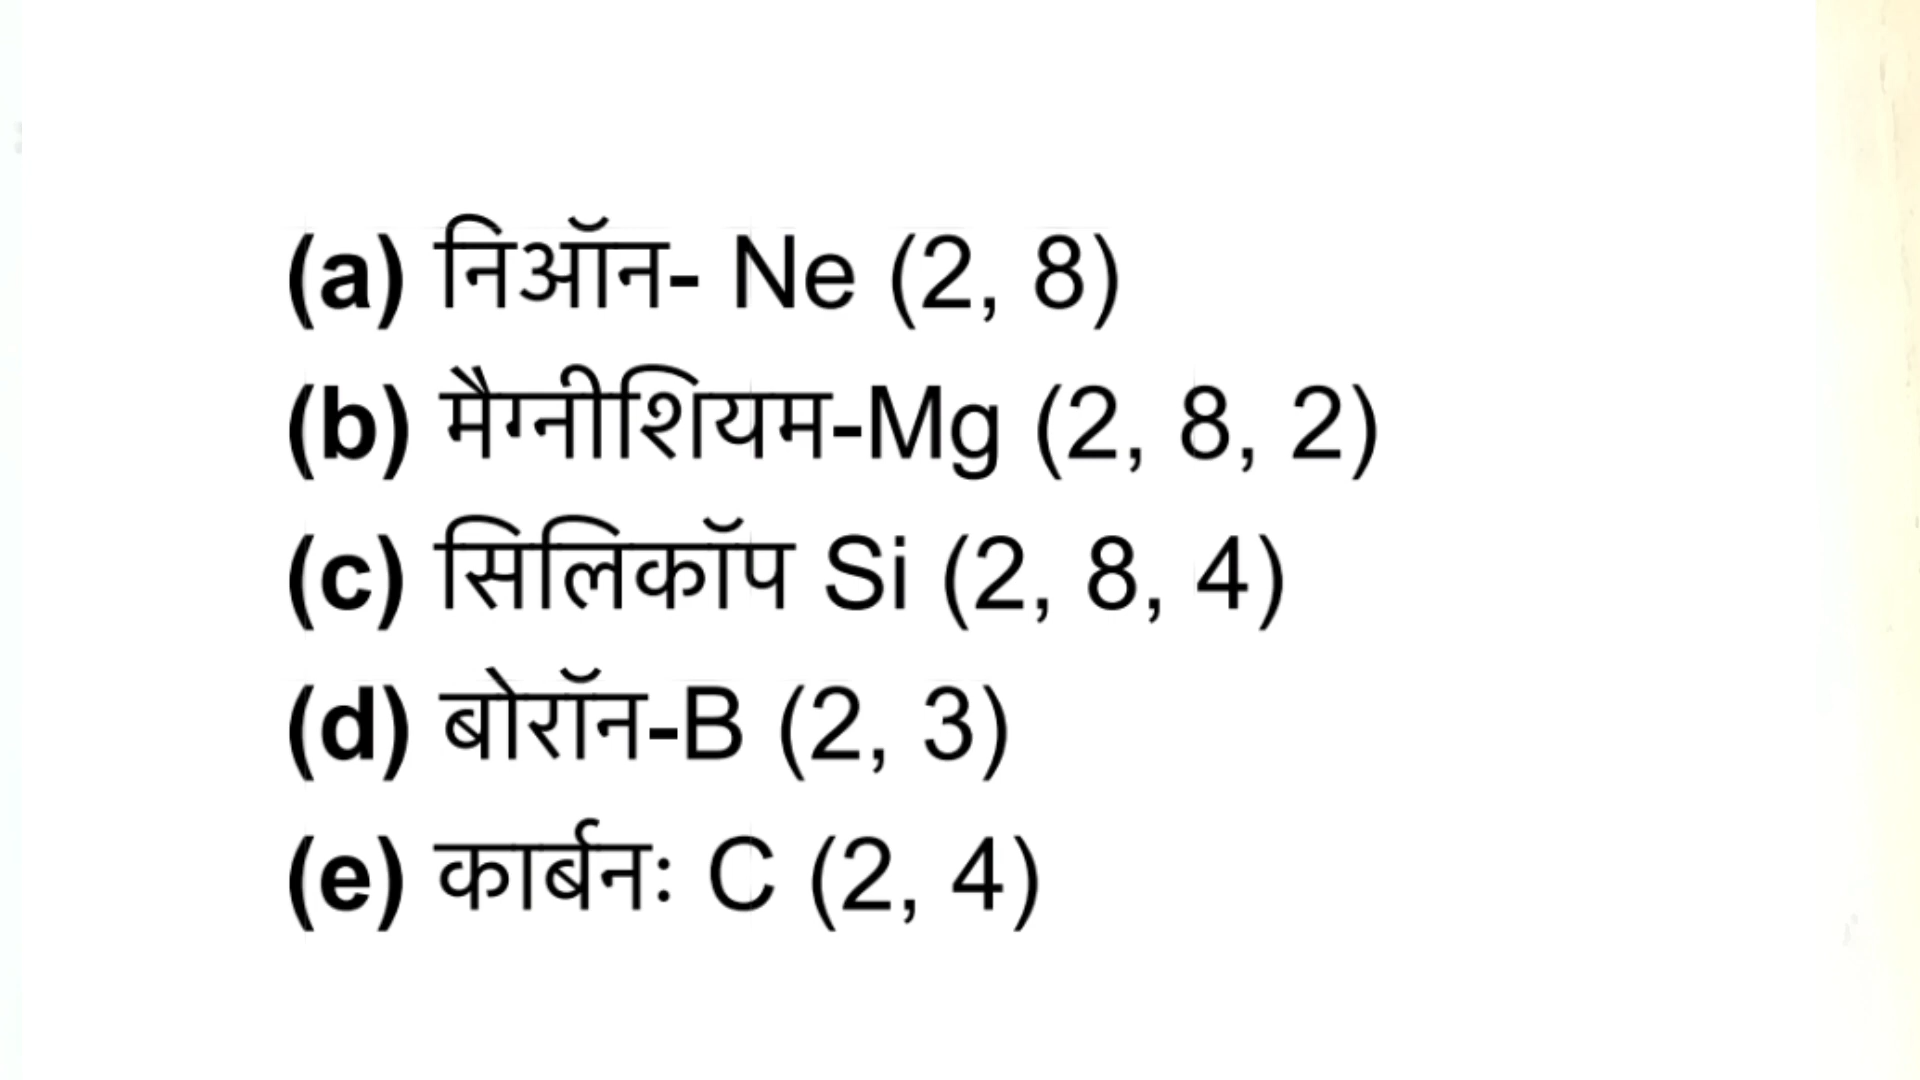 (a) निऑन- Ne (2, 8)
(b) मैग्नीशियम-Mg (2, 8, 2)
(c) सिलिकॉप Si (2, 8, 4)
(d) बोरॉन-B (2, 3)
(e) कार्बनः C (2, 4)